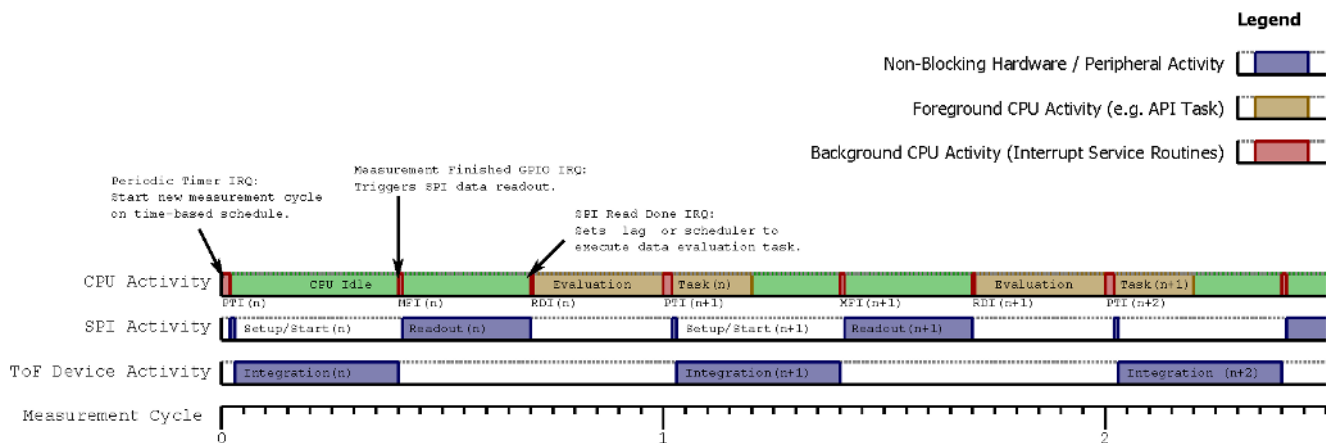 Legend
Non-Blocking Hardware / Peripheral Activity
Foreground CPU Activity (e.g. API Task)
Background CPU Activity (Interrupt Service Routines)
Measurement Finished GPIO IRQ:
Triggers SPI data readout.
Periodic Timer IRQ:
Start new measurement cycle
on time-based schedule.
SPI Read Done IRQ:
Sets lag or scheduler to
execute data evaluation task.
CPU Activity
CPU Idle
Evaluation
Task(n)
Evaluation
Task(n+1)
PTI(n)
MFI(n)
RDI(n)
PTI(n+1)
MFI(n+1)
RDI(n+1)
PTI(n+2)
SPI Activity
Setup/Start(n)
Readout(n)
Setup/Start(n+1)
Readout(n+1)
ToF Device Activity
Integration(n)
Integration(n+1)
Integration (n+2)
Measurement Cycle
0
1
2